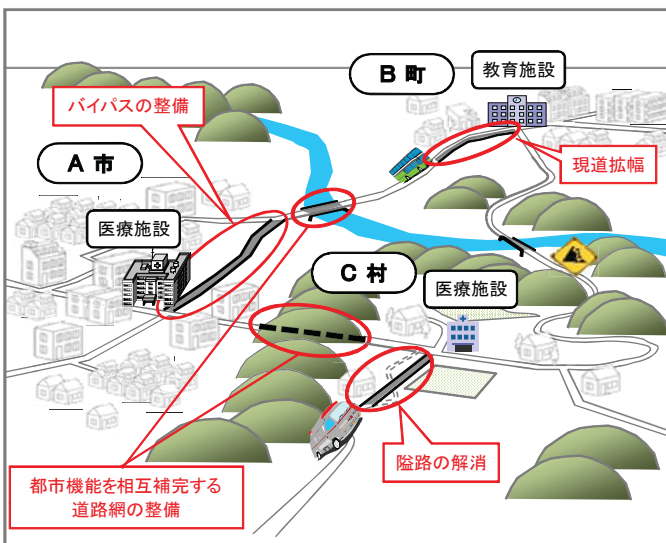 B 町
教育施設
バイパスの整備
A 市
現道拡幅
医療施設
C 村
医療施設
隘路の解消
都市機能を相互補完する
道路網の整備